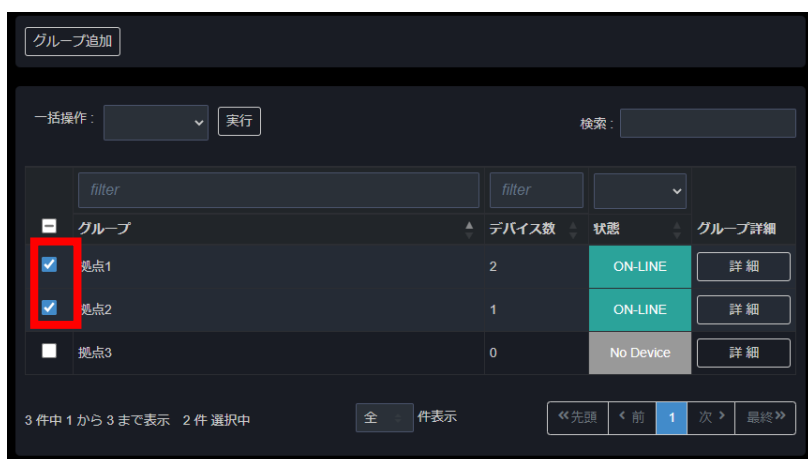 グループ追加
一括操作 : 実行 検索 :
filter filter
グループ デバイス数 状態 グループ詳細
拠点1 2 ON-LINE 詳 細
拠点2 1 ON-LINE 詳 細
拠点3 0 No Device 詳 細
3 件中 1 から 3 まで表示 2 件 選択中 全 件表示 «先頭 ‹ 前 1 次 › 最終»